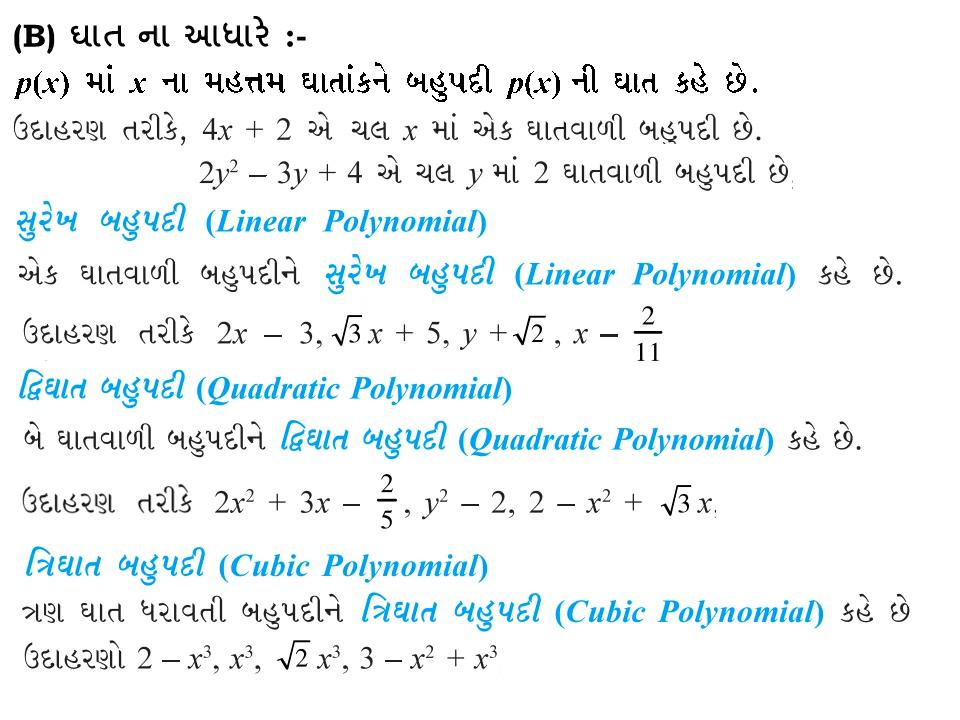 (B) ઘાત ના આધારે :-
p(x) માં x ના મહત્તમ ઘાતાંકને બહુપદી p(x) ની ઘાત કહે છે.
ઉદાહરણ તરીકે, 4x + 2 એ ચલ x માં એક ઘાતવાળી બહુપદી છે.
2y² – 3y + 4 એ ચલ y માં 2 ઘાતવાળી બહુપદી છે.
સુરેખ બહુપદી (Linear Polynomial)
એક ઘાતવાળી બહુપદીને સુરેખ બહુપદી (Linear Polynomial) કહે છે.
ઉદાહરણ તરીકે 2x – 3, √3 x + 5, y + √2 , x – 2/11
દ્વિઘાત બહુપદી (Quadratic Polynomial)
બે ઘાતવાળી બહુપદીને દ્વિઘાત બહુપદી (Quadratic Polynomial) કહે છે.
ઉદાહરણ તરીકે 2x² + 3x – 2/5 , y² – 2, 2 – x² + √3 x,
ત્રિઘાત બહુપદી (Cubic Polynomial)
ત્રણ ઘાત ધરાવતી બહુપદીને ત્રિઘાત બહુપદી (Cubic Polynomial) કહે છે
ઉદાહરણો 2 – x³, x³, √2 x³, 3 – x² + x³